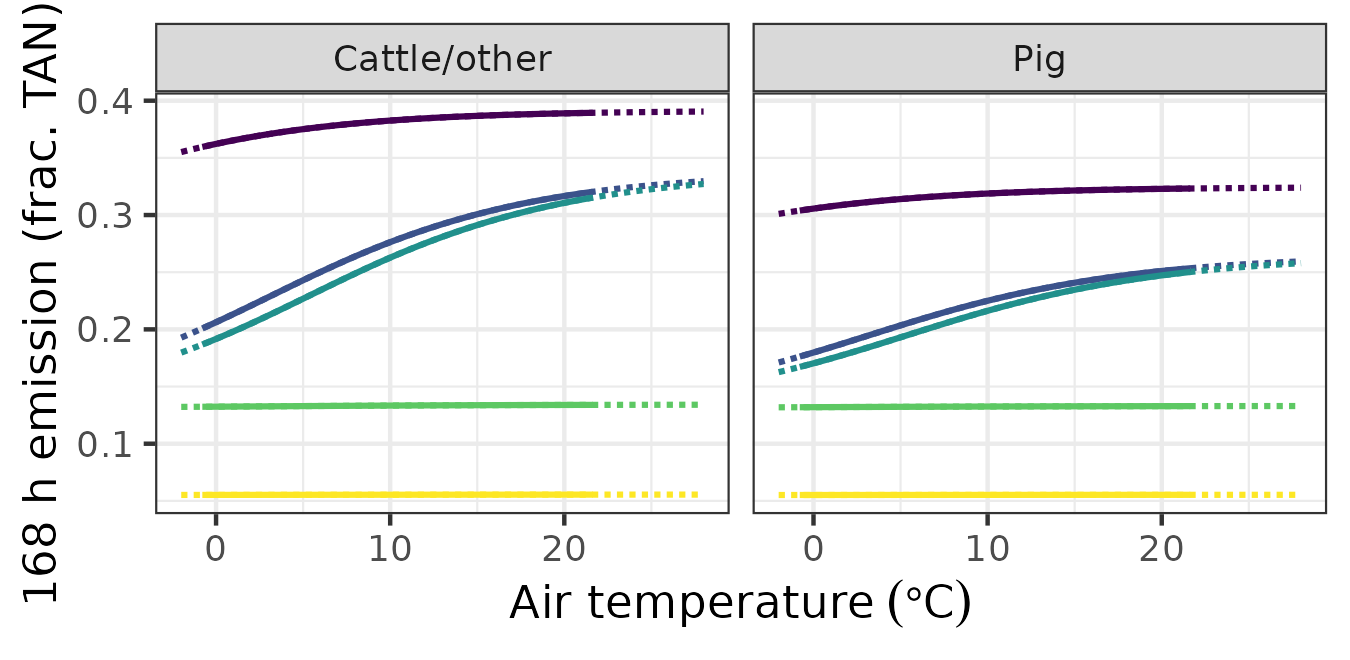 Cattle/other
Pig
168 h emission (frac. TAN)
0.4
0.3
0.2
0.1
0
10
20
0
10
20
Air temperature (°C)